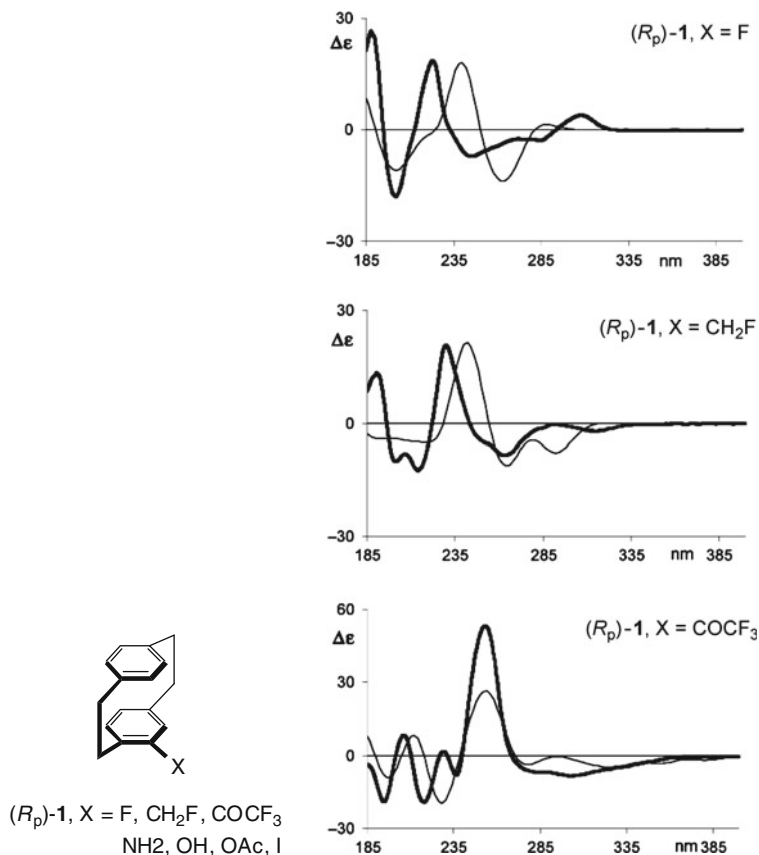 30
Δε
(Rp)-1, X = F
0
−30
185 235 285 nm 335 385
30
Δε
(Rp)-1, X = CH2F
0
−30
185 235 285 nm 335 385
60
Δε
(Rp)-1, X = COCF3
30
0
−30
185 235 285 335 nm 385
X
(Rp)-1, X = F, CH2F, COCF3
NH2, OH, OAc, I